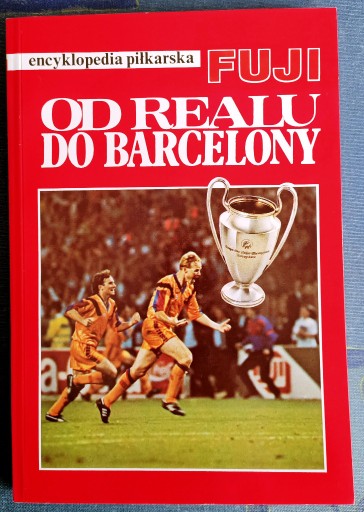 encyklopedia piłkarska
FUJI
OD REALU
DO BARCELONY